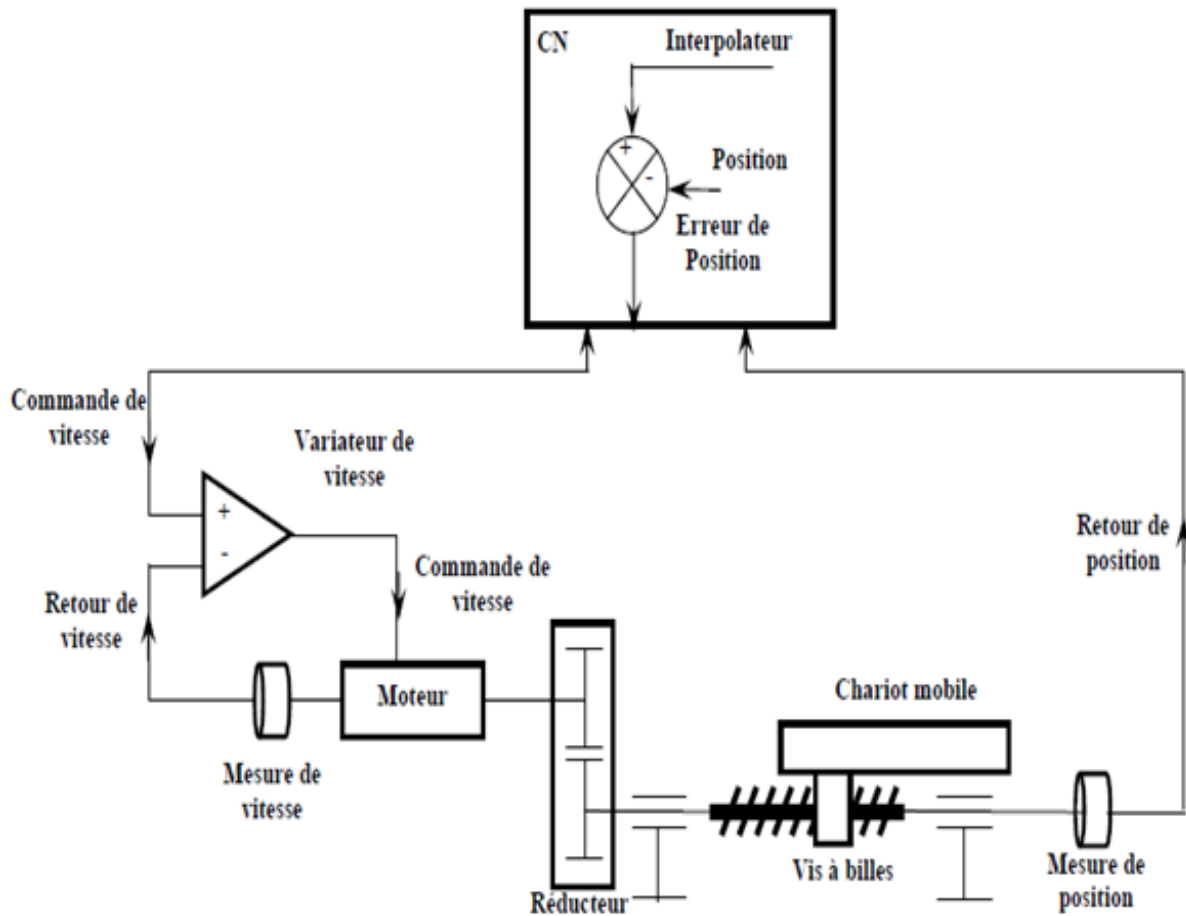 CN
Interpolateur
+
-
Position
Erreur de
Position
Commande de
vitesse
Variateur de
vitesse
+
-
Retour de
vitesse
Commande de
vitesse
Retour de
position
Moteur
Chariot mobile
Mesure de
vitesse
Vis à billes
Mesure de
position
Réducteur